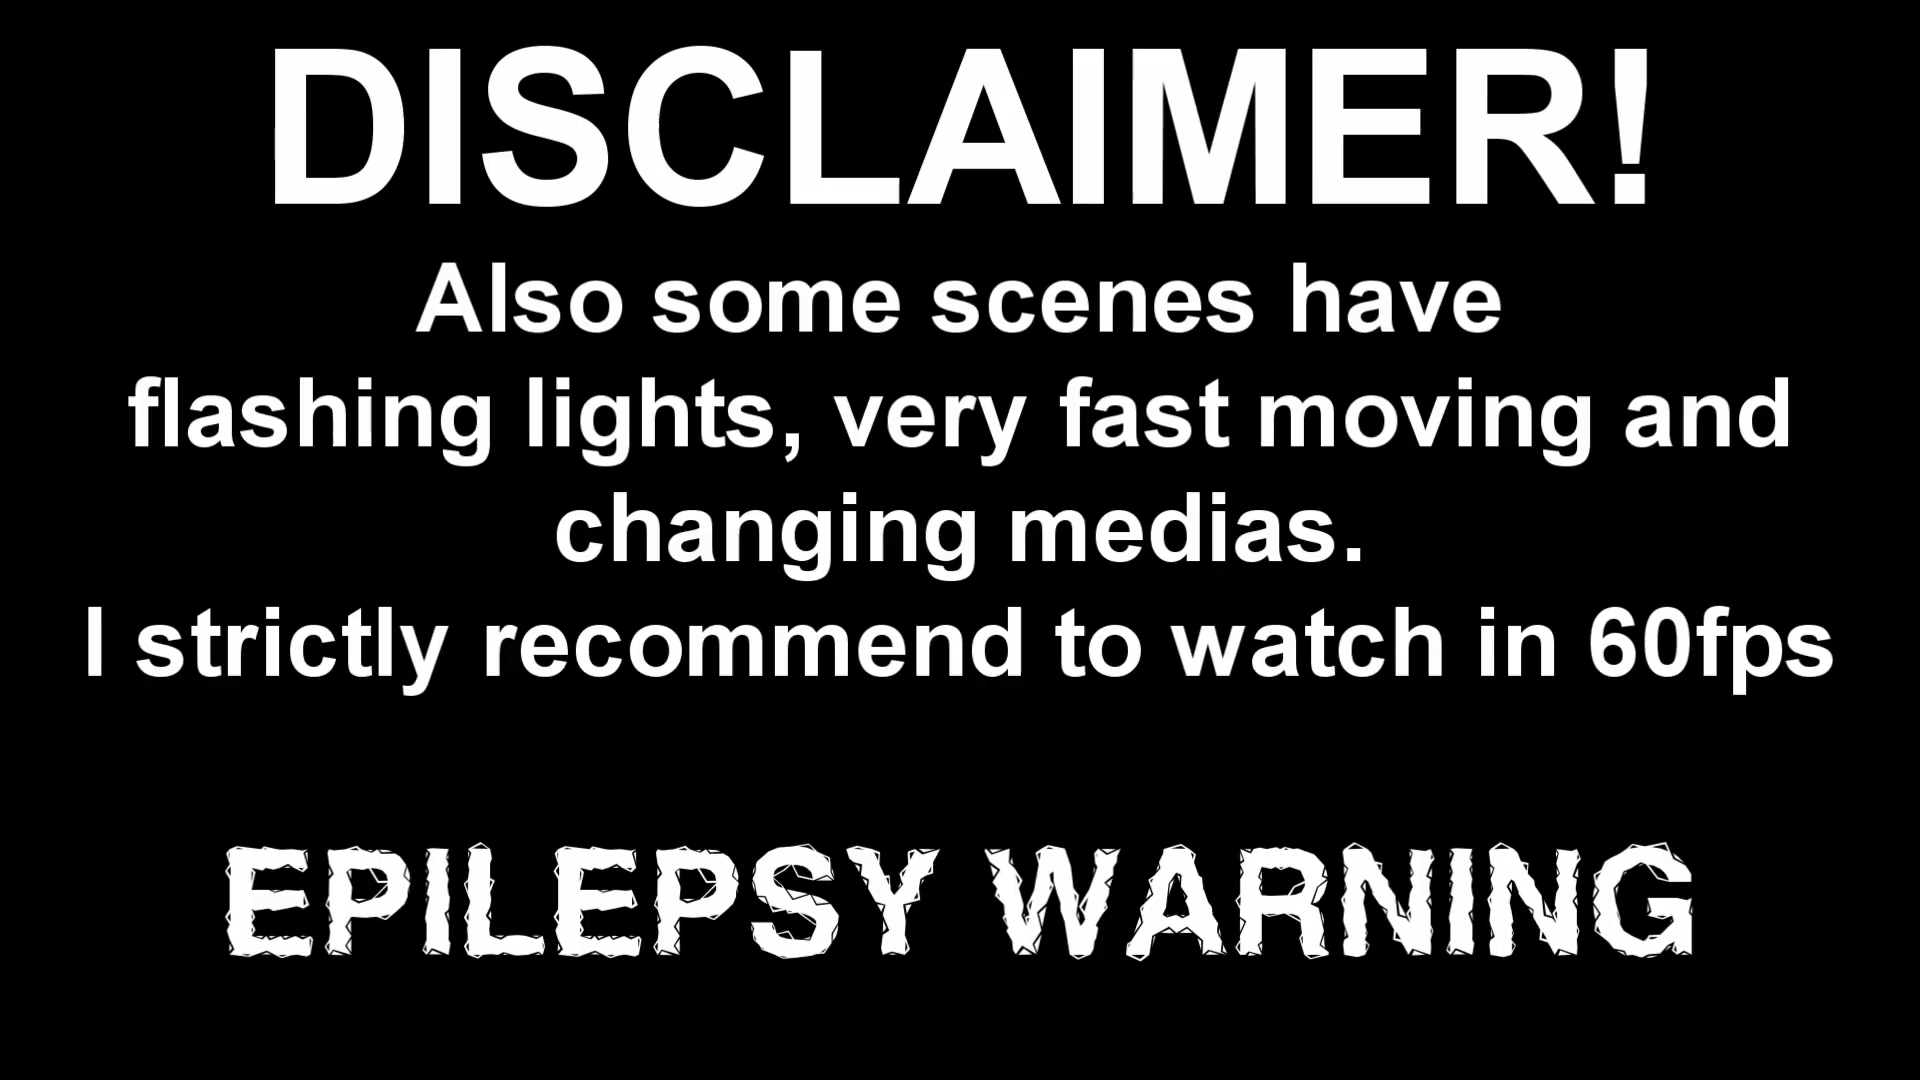 DISCLAIMER!
Also some scenes have
flashing lights, very fast moving and
changing medias.
I strictly recommend to watch in 60fps
EPILEPSY WARNING